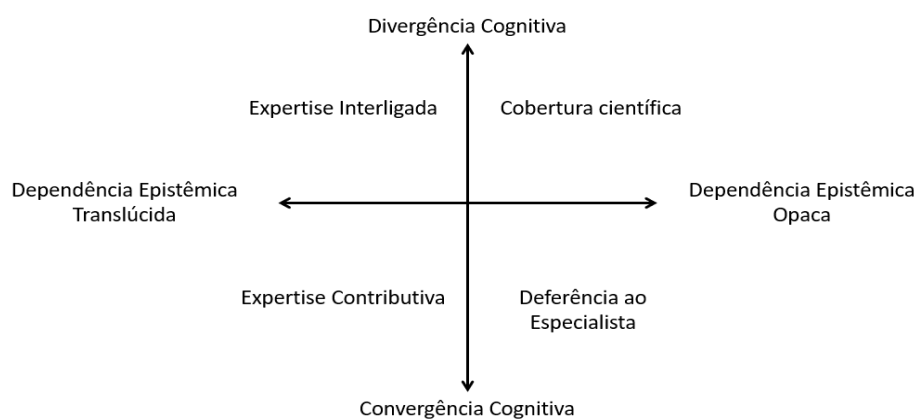 Divergência Cognitiva
Expertise Interligada
Cobertura científica
Dependência Epistêmica
Translúcida
Dependência Epistêmica
Opaca
Expertise Contributiva
Deferência ao
Especialista
Convergência Cognitiva